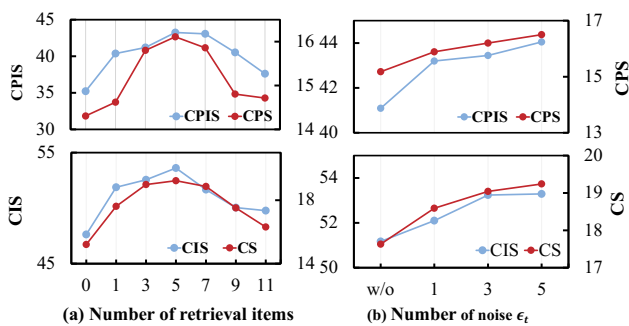 CPIS
45
40
35
30
16
15
14
CPIS CPS
44
42
40
17
15
13
CPS
CPIS CPS
CIS
55
45
18
14
CIS CS
0 1 3 5 7 9 11
(a) Number of retrieval items
54
52
50
20
19
18
17
CS
CIS CS
w/o 1 3 5
(b) Number of noise ϵt